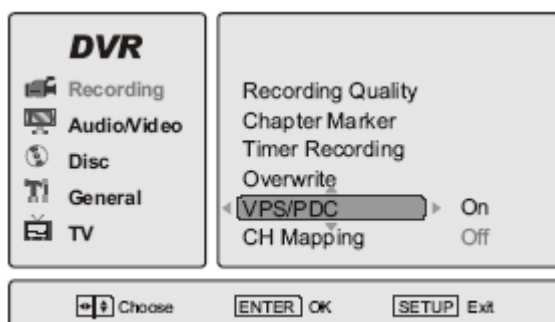 DVR
Recording
Audio/Video
Disc
General
TV
Recording Quality
Chapter Marker
Timer Recording
Overwrite
VPS/PDC On
CH Mapping Off
Choose ENTER OK SETUP Exit